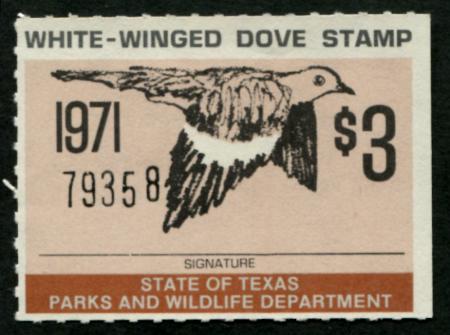 WHITE-WINGED DOVE STAMP
1971
$3
79358
SIGNATURE
STATE OF TEXAS
PARKS AND WILDLIFE DEPARTMENT